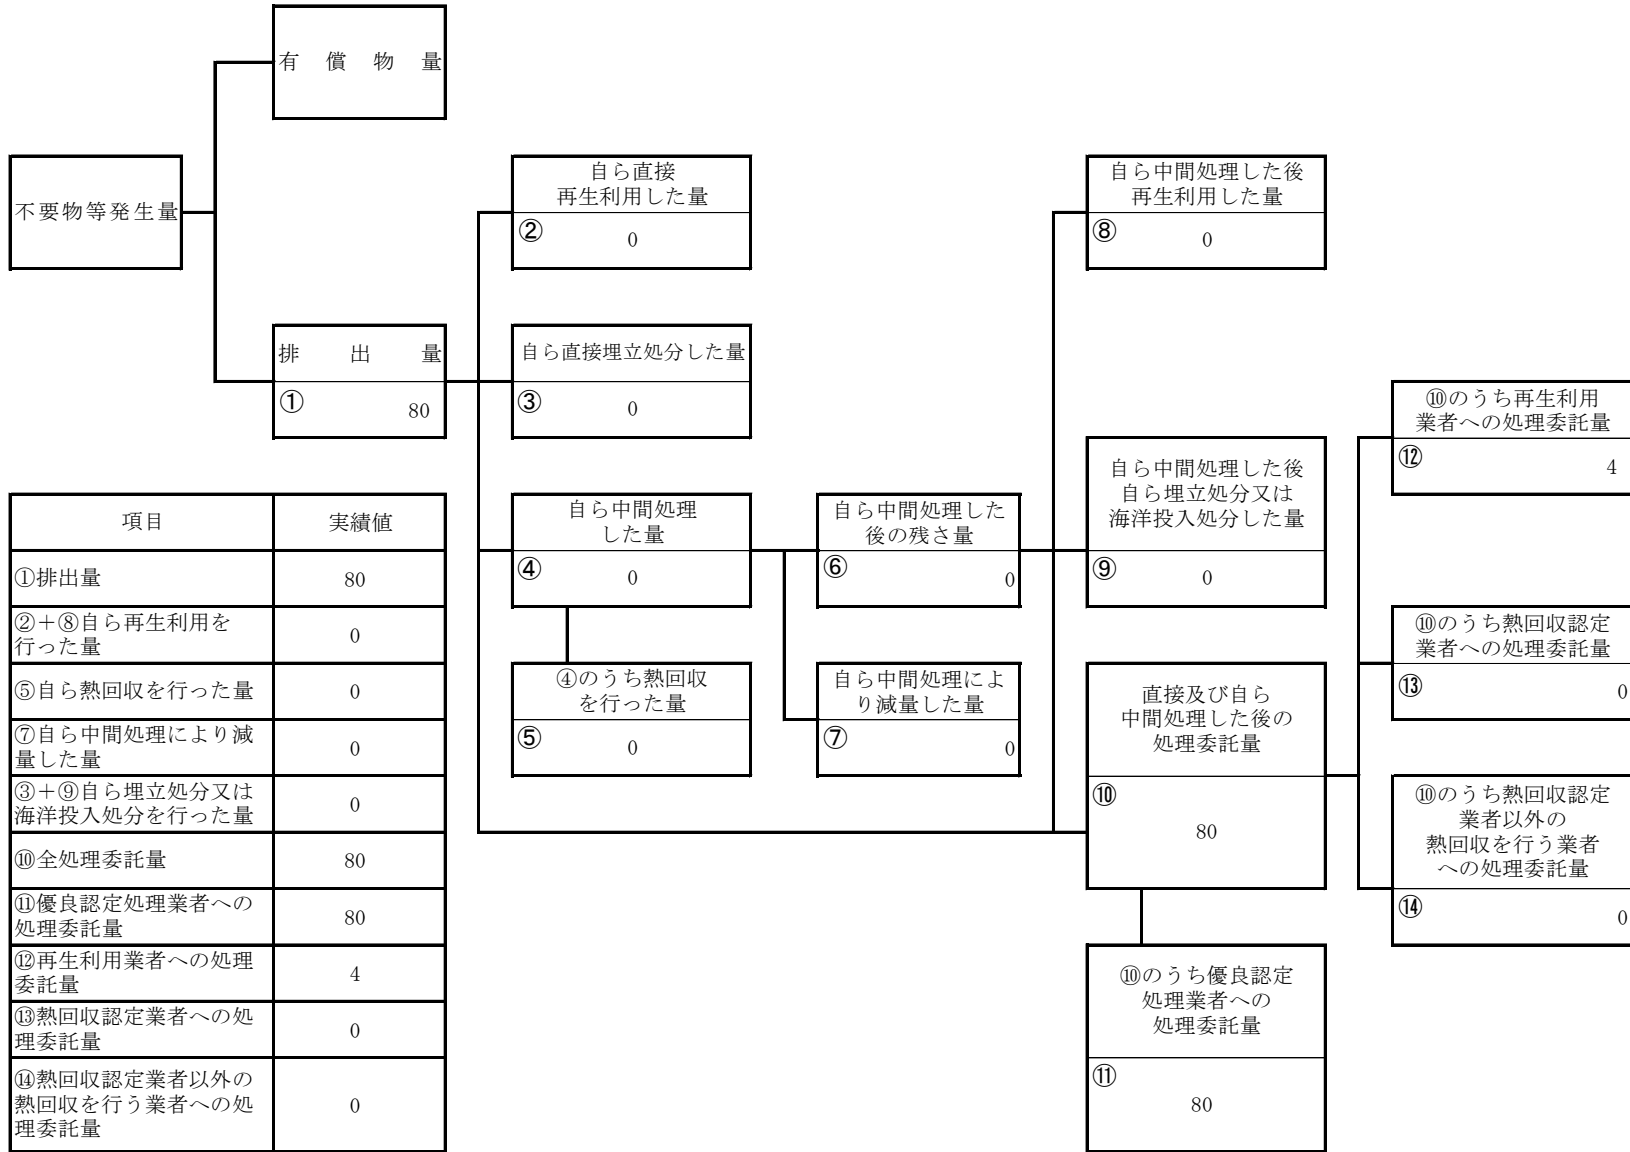 有償物量
不要物等発生量
排出量
①
80
自ら直接
再生利用した量
②
0
自ら直接埋立処分した量
③
0
自ら中間処理
した量
④
0
④のうち熱回収
を行った量
⑤
0
自ら中間処理した
後の残さ量
⑥
0
自ら中間処理によ
り減量した量
⑦
0
自ら中間処理した後
再生利用した量
⑧
0
自ら中間処理した後
自ら埋立処分又は
海洋投入処分した量
⑨
0
直接及び自ら
中間処理した後の
処理委託量
⑩
80
⑩のうち優良認定
処理業者への
処理委託量
⑪
80
⑩のうち再生利用
業者への処理委託量
⑫
4
⑩のうち熱回収認定
業者への処理委託量
⑬
0
⑩のうち熱回収認定
業者以外の
熱回収を行う業者
への処理委託量
⑭
0
項目 実績値
①排出量 80
②＋⑧自ら再生利用を
行った量 0
⑤自ら熱回収を行った量 0
⑦自ら中間処理により減
量した量 0
③＋⑨自ら埋立処分又は
海洋投入処分を行った量 0
⑩全処理委託量 80
⑪優良認定処理業者への
処理委託量 80
⑫再生利用業者への処理
委託量 4
⑬熱回収認定業者への処
理委託量 0
⑭熱回収認定業者以外の
熱回収を行う業者への処
理委託量 0